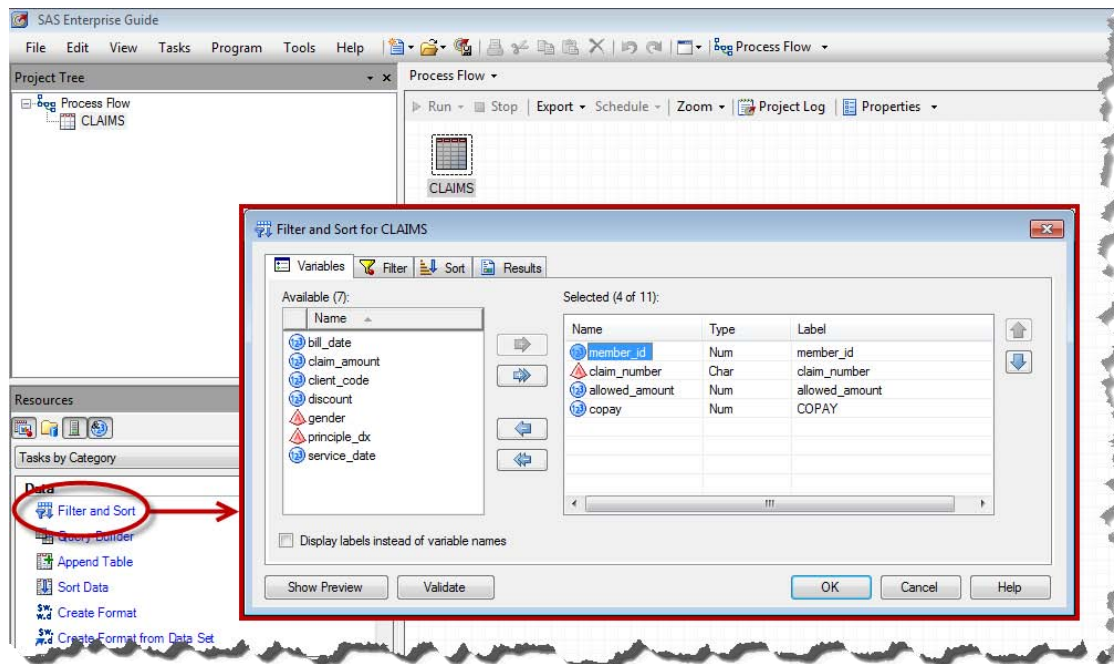 SAS Enterprise Guide
File Edit View Tasks Program Tools Help Process Flow
Project Tree
Process Flow
CLAIMS
Process Flow
Run Stop Export Schedule Zoom Project Log Properties
CLAIMS
Filter and Sort for CLAIMS
Variables Filter Sort Results
Available (7):
Name
bill_date
claim_amount
client_code
discount
gender
principle_dx
service_date
Selected (4 of 11):
Name Type Label
member_id Num member_id
claim_number Char claim_number
allowed_amount Num allowed_amount
copay Num COPAY
Display labels instead of variable names
Show Preview Validate OK Cancel Help
Resources
Tasks by Category
Data
Filter and Sort
Query Builder
Append Table
Sort Data
Create Format
Create Format from Data Set